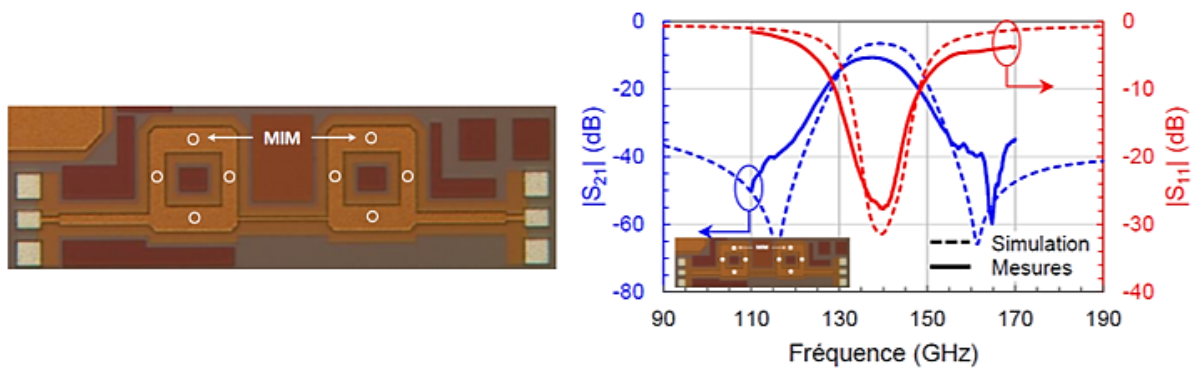 MIM
0
-20
-40
-60
-80
|S21| (dB)
0
-10
-20
-30
-40
|S11| (dB)
MIM
Simulation
Mesures
90
110
130
150
170
190
Fréquence (GHz)